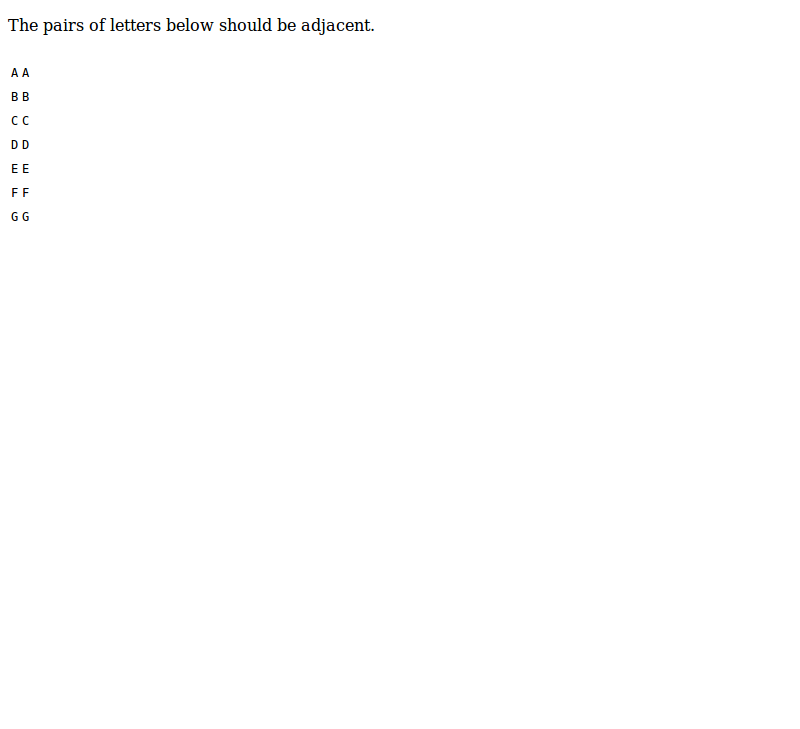 The pairs of letters below should be adjacent.
A A
B B
C C
D D
E E
F F
G G